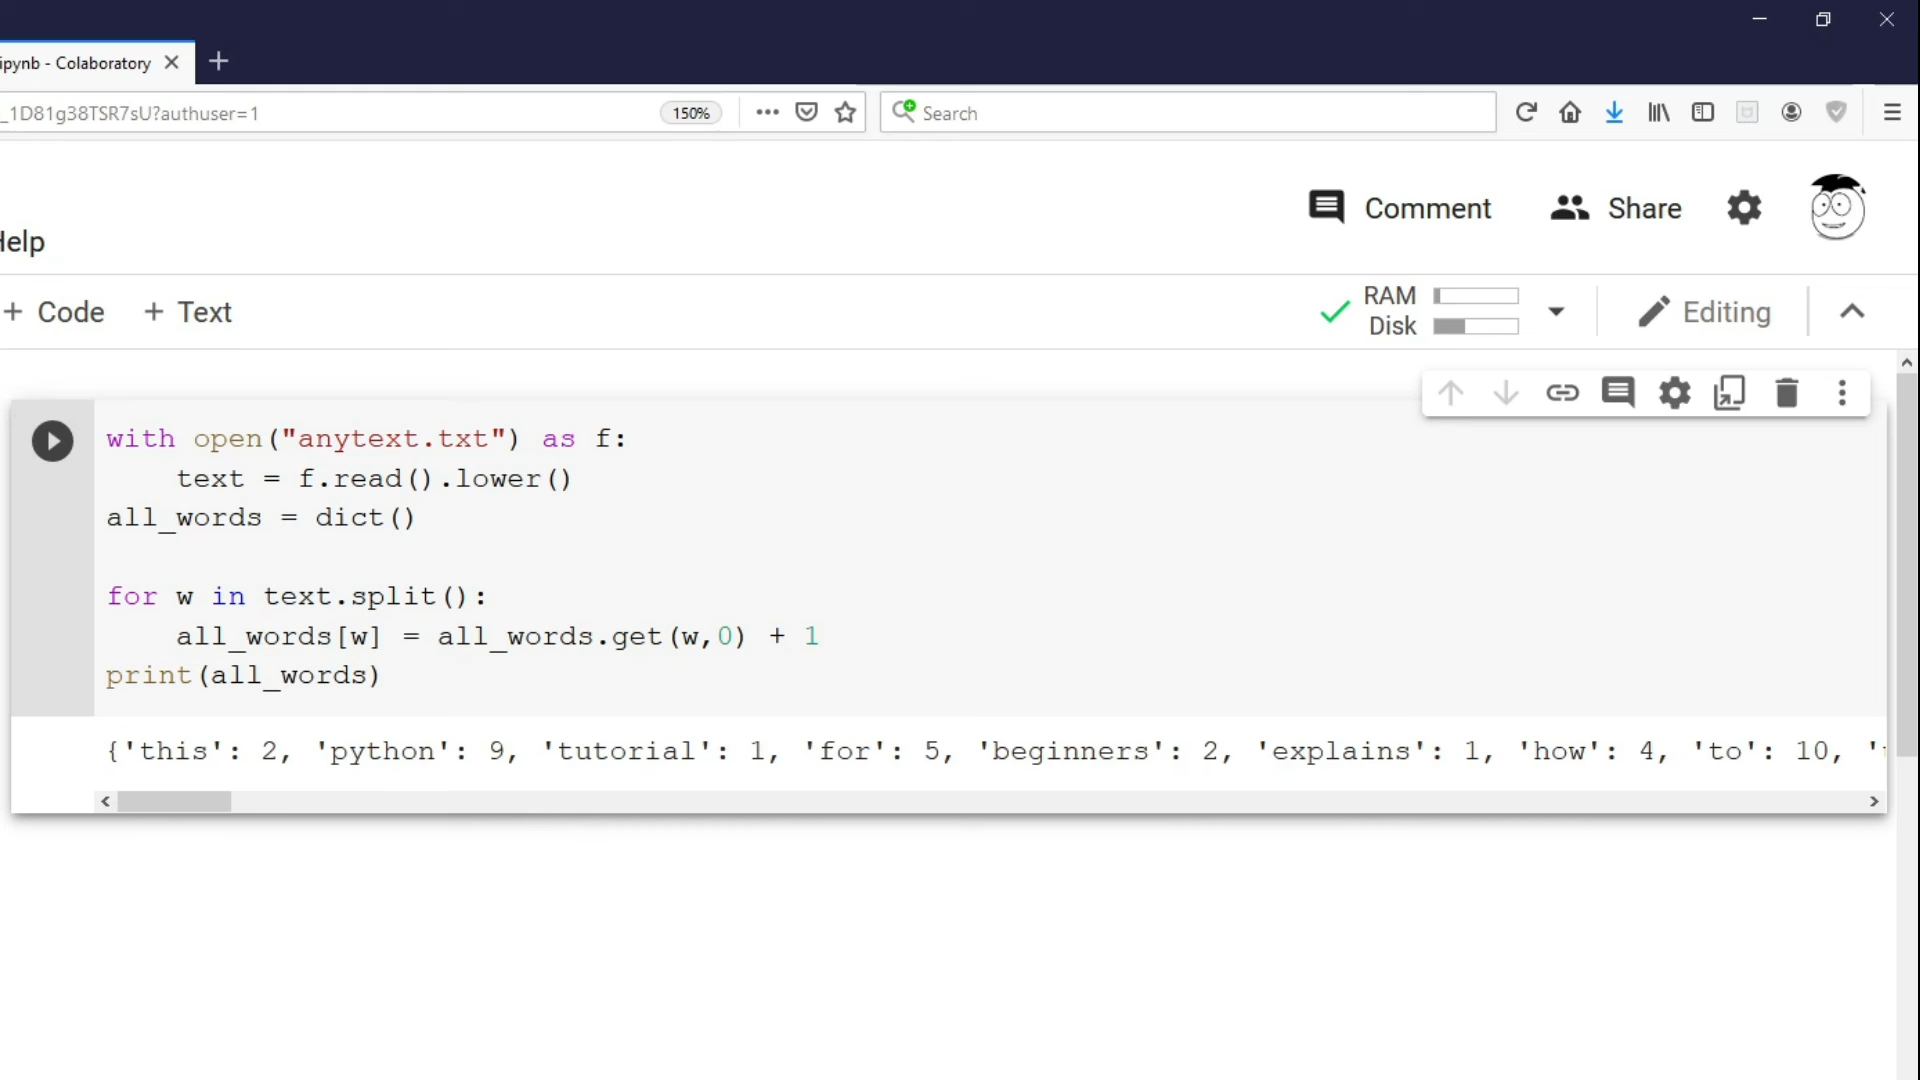 ipynb - Colaboratory
_1D81g38TSR7sU?authuser=1
150%
Search
Comment
Share
Help
+ Code + Text
RAM
Disk
Editing
with open("anytext.txt") as f:
    text = f.read().lower()
all_words = dict()
for w in text.split():
    all_words[w] = all_words.get(w,0) + 1
print(all_words)
{'this': 2, 'python': 9, 'tutorial': 1, 'for': 5, 'beginners': 2, 'explains': 1, 'how': 4, 'to': 10, '